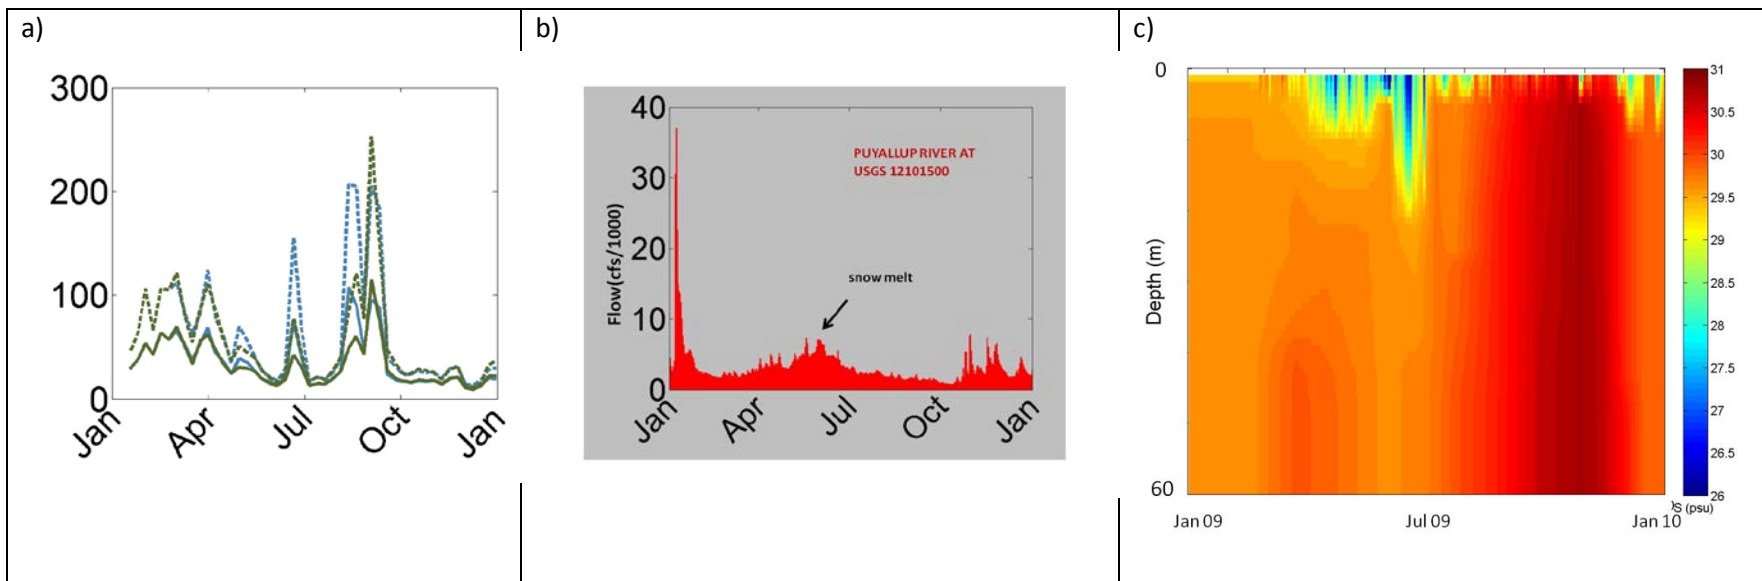 a)
300
200
100
0
Jan
Apr
Jul
Oct
Jan
b)
40
30
20
10
0
Flow(cfs/1000)
PUYALLUP RIVER AT
USGS 12101500
snow melt
Jan
Apr
Jul
Oct
Jan
c)
0
60
Depth (m)
Jan 09
Jul 09
Jan 10
31
30.5
30
29.5
29
28.5
28
27.5
27
26.5
26
S (psu)